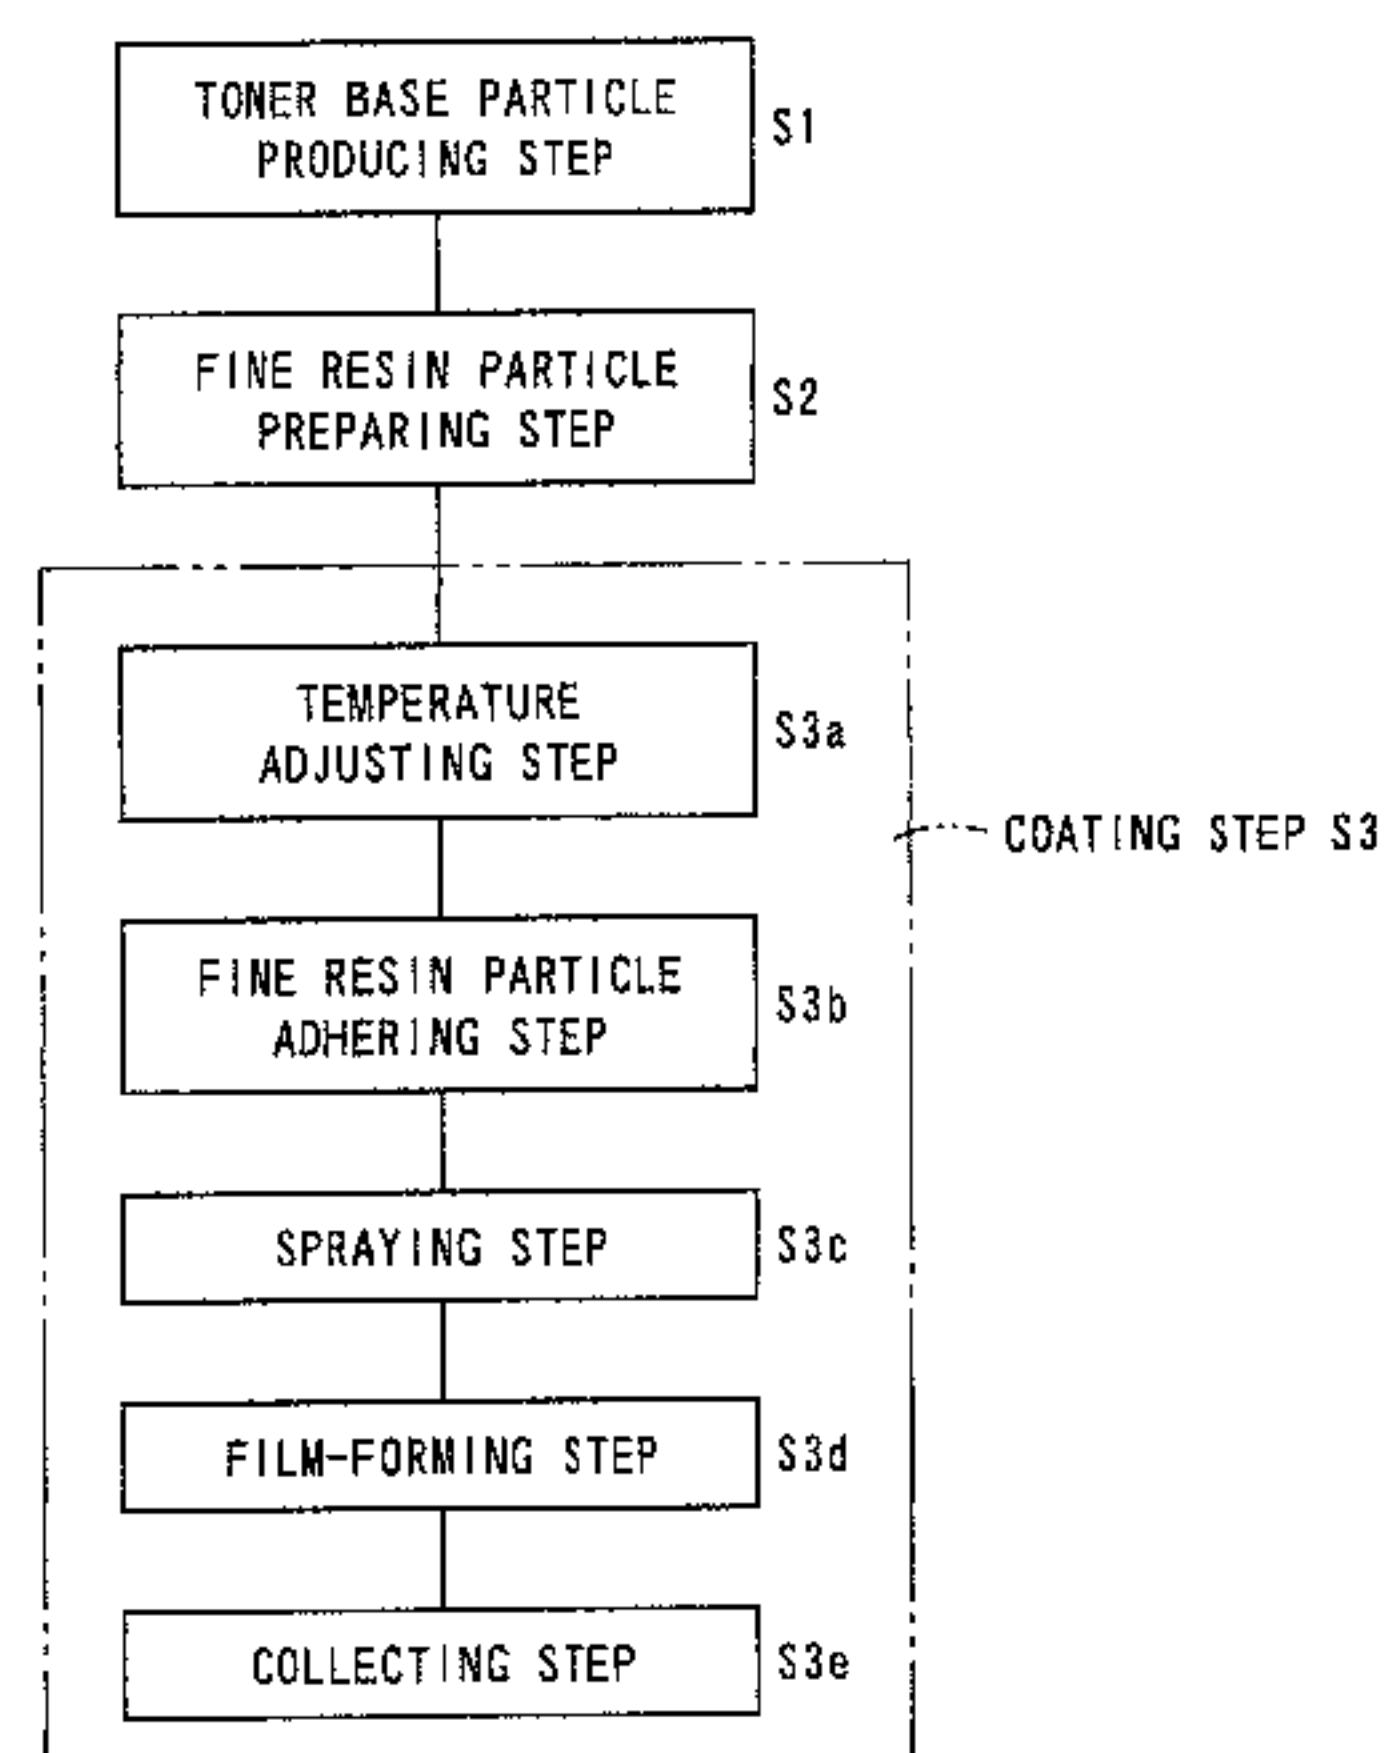 TONER BASE PARTICLE
PRODUCING STEP
S1
FINE RESIN PARTICLE
PREPARING STEP
S2
TEMPERATURE
ADJUSTING STEP
S3a
COATING STEP S3
FINE RESIN PARTICLE
ADHERING STEP
S3b
SPRAYING STEP
S3c
FILM-FORMING STEP
S3d
COLLECTING STEP
S3e